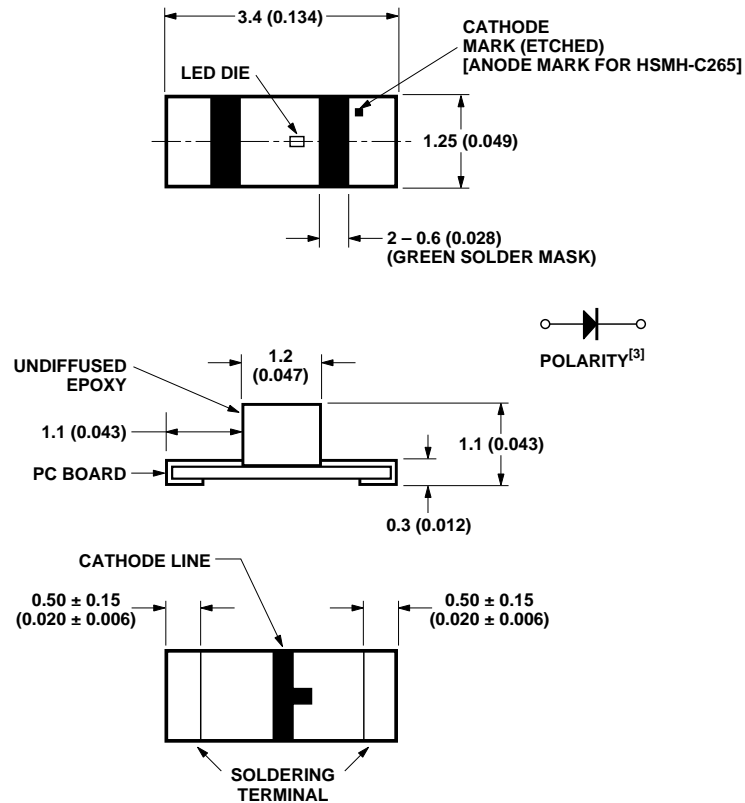 3.4 (0.134)
CATHODE
MARK (ETCHED)
[ANODE MARK FOR HSMH-C265]
LED DIE
1.25 (0.049)
2 – 0.6 (0.028)
(GREEN SOLDER MASK)
POLARITY[3]
UNDIFFUSED
EPOXY
1.2
(0.047)
1.1 (0.043)
1.1 (0.043)
PC BOARD
0.3 (0.012)
CATHODE LINE
0.50 ± 0.15
(0.020 ± 0.006)
0.50 ± 0.15
(0.020 ± 0.006)
SOLDERING
TERMINAL